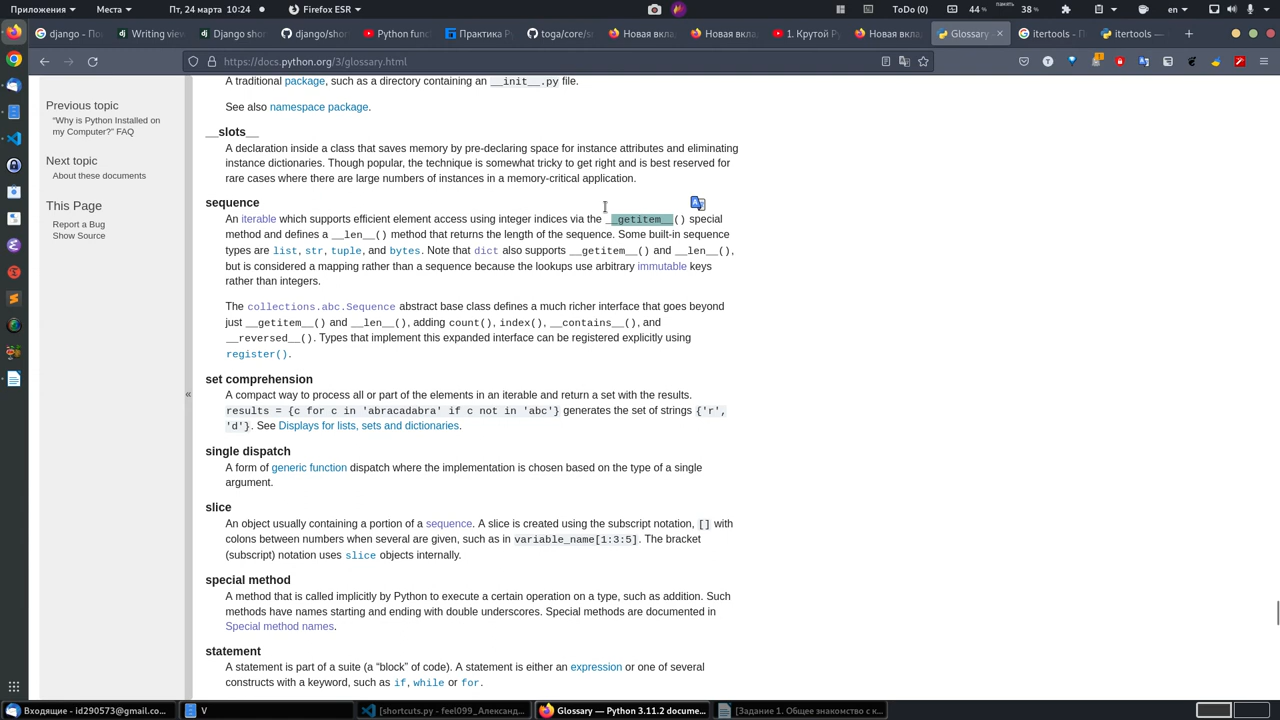 Приложения
Места
Пт, 24 марта
10:24
Firefox ESR
ToDo (0)
44 %
38 %
en
django - По
Writing view
Django shor
django/shor
Python func
Практика Р
toga/core/sr
Новая вкл
Новая вкла
1. Крутой Р
Новая вкла
Glossary
itertools – П
itertools —
https://docs.python.org/3/glossary.html
Previous topic
“Why is Python Installed on
my Computer?” FAQ
Next topic
About these documents
This Page
Report a Bug
Show Source
«
A traditional package, such as a directory containing an __init__.py file.
See also namespace package.
__slots__
A declaration inside a class that saves memory by pre-declaring space for instance attributes and eliminating
instance dictionaries. Though popular, the technique is somewhat tricky to get right and is best reserved for
rare cases where there are large numbers of instances in a memory-critical application.
sequence
An iterable which supports efficient element access using integer indices via the __getitem__() special
method and defines a __len__() method that returns the length of the sequence. Some built-in sequence
types are list, str, tuple, and bytes. Note that dict also supports __getitem__() and __len__(),
but is considered a mapping rather than a sequence because the lookups use arbitrary immutable keys
rather than integers.
The collections.abc.Sequence abstract base class defines a much richer interface that goes beyond
just __getitem__() and __len__(), adding count(), index(), __contains__(), and
__reversed__(). Types that implement this expanded interface can be registered explicitly using
register().
set comprehension
A compact way to process all or part of the elements in an iterable and return a set with the results.
results = {c for c in 'abracadabra' if c not in 'abc'} generates the set of strings {'r',
'd'}. See Displays for lists, sets and dictionaries.
single dispatch
A form of generic function dispatch where the implementation is chosen based on the type of a single
argument.
slice
An object usually containing a portion of a sequence. A slice is created using the subscript notation, [] with
colons between numbers when several are given, such as in variable_name[1:3:5]. The bracket
(subscript) notation uses slice objects internally.
special method
A method that is called implicitly by Python to execute a certain operation on a type, such as addition. Such
methods have names starting and ending with double underscores. Special methods are documented in
Special method names.
statement
A statement is part of a suite (a “block” of code). A statement is either an expression or one of several
constructs with a keyword, such as if, while or for.
Входящие - id290573@gmail.co...
V
[shortcuts.py - feel099_Александ...
Glossary — Python 3.11.2 docume...
[Задание 1. Общее знакомство с к...